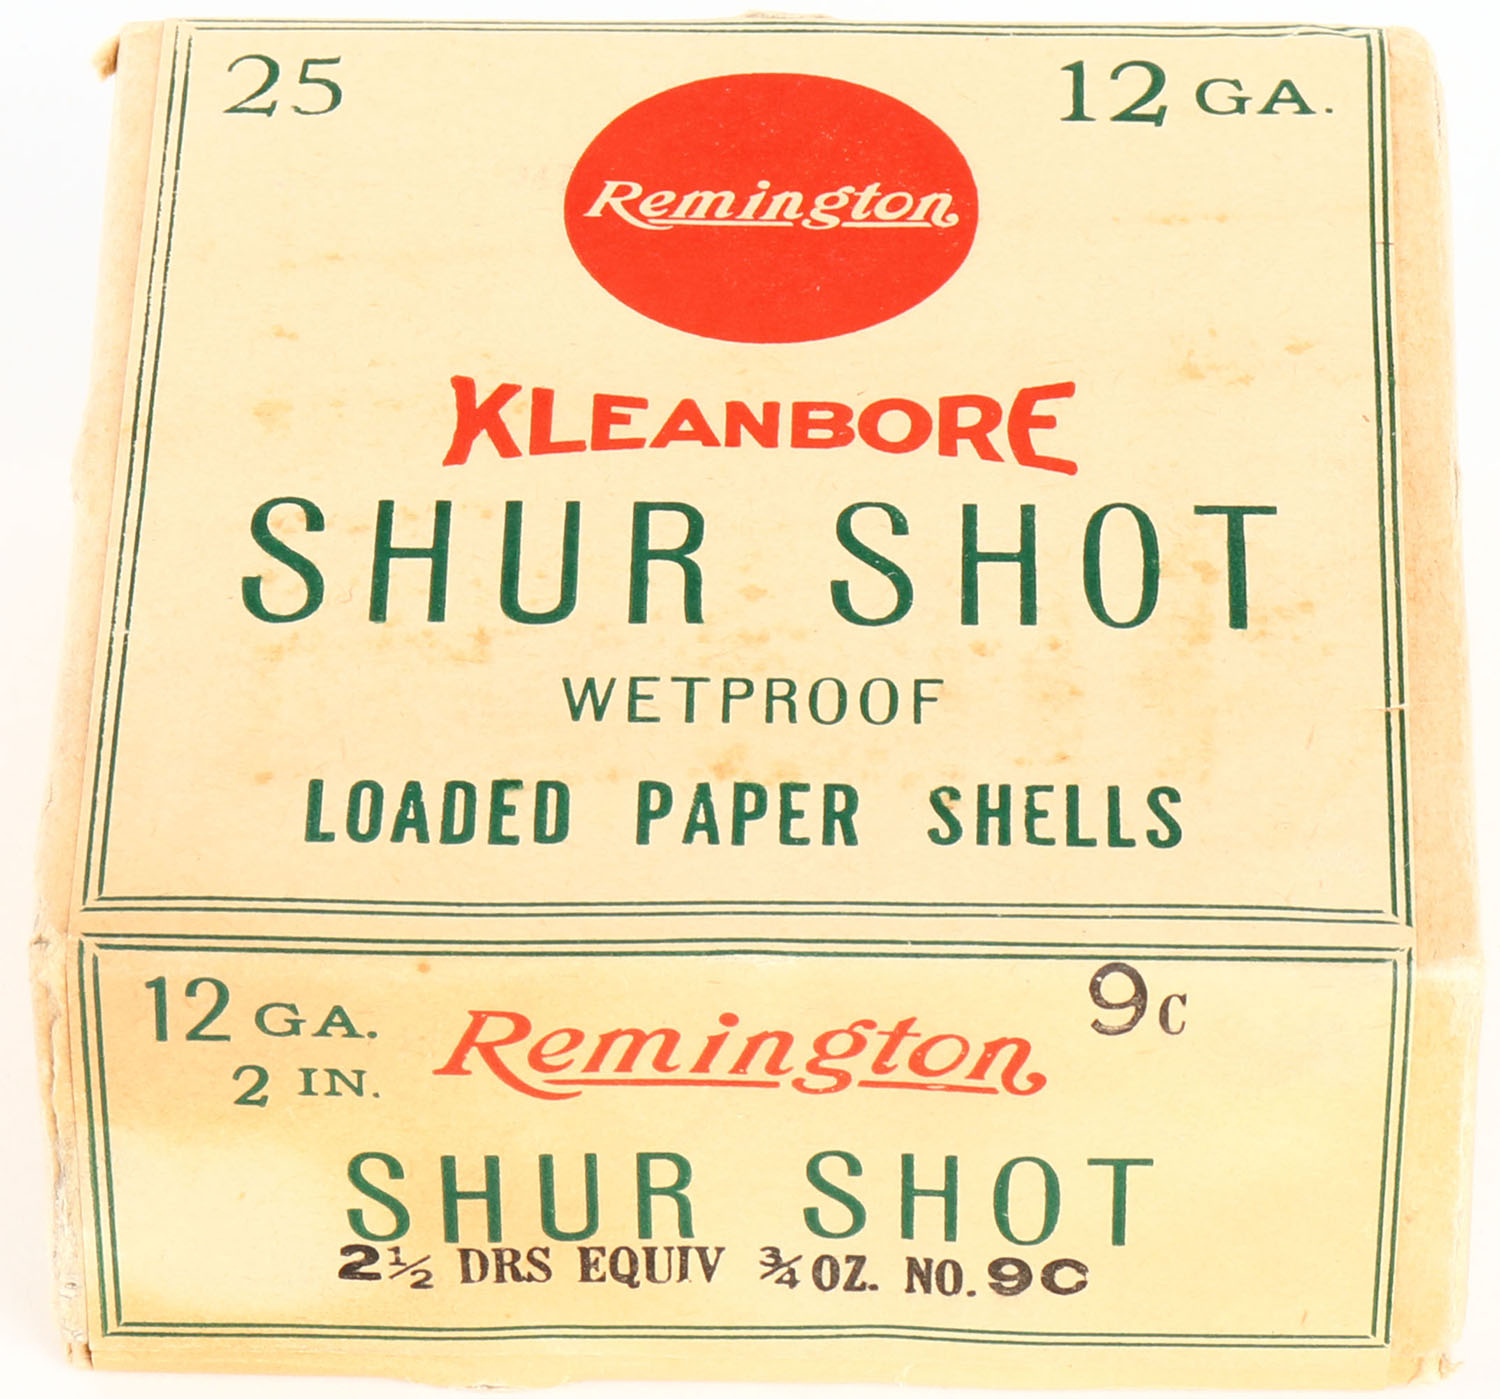 25 12 GA.
Remington
KLEANBORE
SHUR SHOT
WETPROOF
LOADED PAPER SHELLS
12 GA. Remington 9C
2 IN.
SHUR SHOT
2½ DRS EQUIV ¾ OZ. NO. 9C